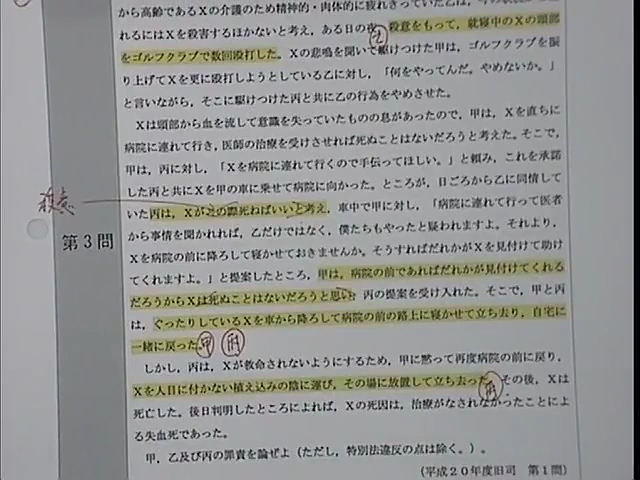 から高齢であるXの介護のため精神的・肉体的に疲れきっていた乙は，
れるにはXを殺害するほかないと考え，ある日の夜，殺意をもって，就寝中のXの頭部
をゴルフクラブで数回殴打した。Xの悲鳴を聞いて駆けつけた甲は，ゴルフクラブを振
り上げてXを更に殴打しようとしている乙に対し，「何をやってんだ。やめないか。」
と言いながら，そこに駆けつけた丙と共に乙の行為をやめさせた。
Xは頭部から血を流して意識を失っていたものの息があったので，甲は，Xを直ちに
病院に連れて行き，医師の治療を受けさせれば死ぬことはないだろうと考えた。そこで，
甲は，丙に対し，「Xを病院に連れて行くので手伝ってほしい。」と頼み，これを承諾
した丙と共にXを甲の車に乗せて病院に向かった。ところが，日ごろから乙に同情して
いた丙は，Xがこの際死ねばいいと考え，車中で甲に対し，「病院に連れて行って医者
から事情を聞かれれば，乙だけではなく，僕たちもやったと疑われますよ。それより，
Xを病院の前に降ろして寝かせておきませんか。そうすればだれかがXを見付けて助け
てくれますよ。」と提案したところ，甲は，病院の前であればだれかが見付けてくれる
だろうからXは死ぬことはないだろうと思い，丙の提案を受け入れた。そこで，甲と丙
は，ぐったりしているXを車から降ろして病院の前の路上に寝かせて立ち去り，自宅に
一緒に戻った。
しかし，丙は，Xが救命されないようにするため，甲に黙って再度病院の前に戻り，
Xを人目に付かない植え込みの陰に運び，その場に放置して立ち去った。その後，Xは
死亡した。後日判明したところによれば，Xの死因は，治療がなされなかったことによ
る失血死であった。
甲，乙及び丙の罪責を論ぜよ（ただし，特別法違反の点は除く。）。
（平成２０年度旧司　第１問）
第３問
殺意
乙
甲
丙
丙